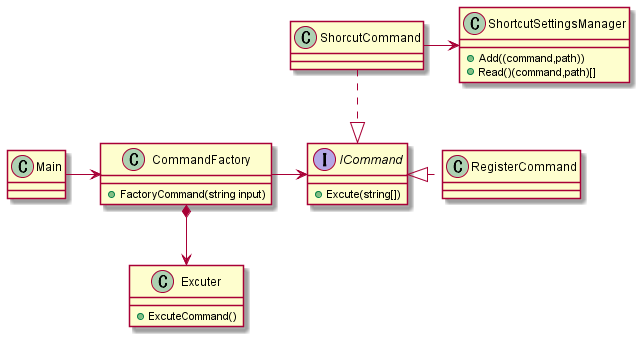 C ShorcutCommand
C ShortcutSettingsManager
Add((command,path))
Read()(command,path)[]
C Main
C CommandFactory
FactoryCommand(string input)
I ICommand
Excute(string[])
C RegisterCommand
C Excuter
ExcuteCommand()